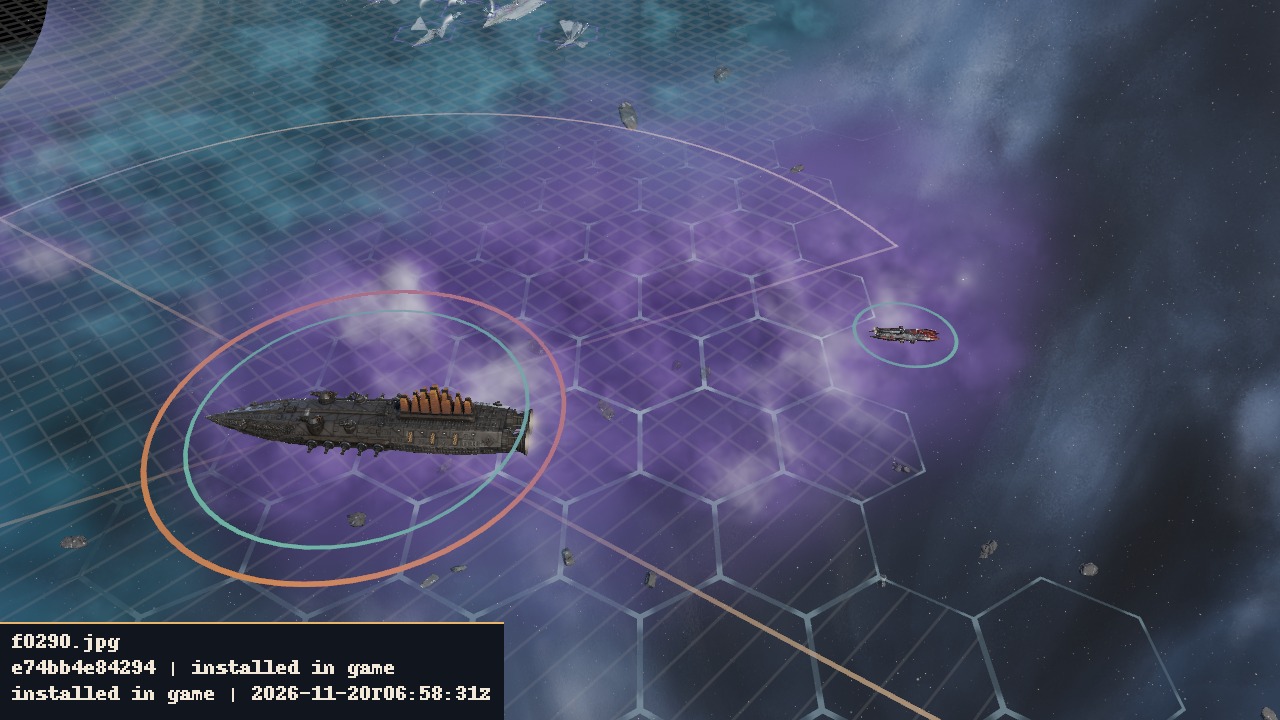 f0290.jpg
e74bb4e84294 | installed in game
installed in game | 2026-11-20T06:58:31Z